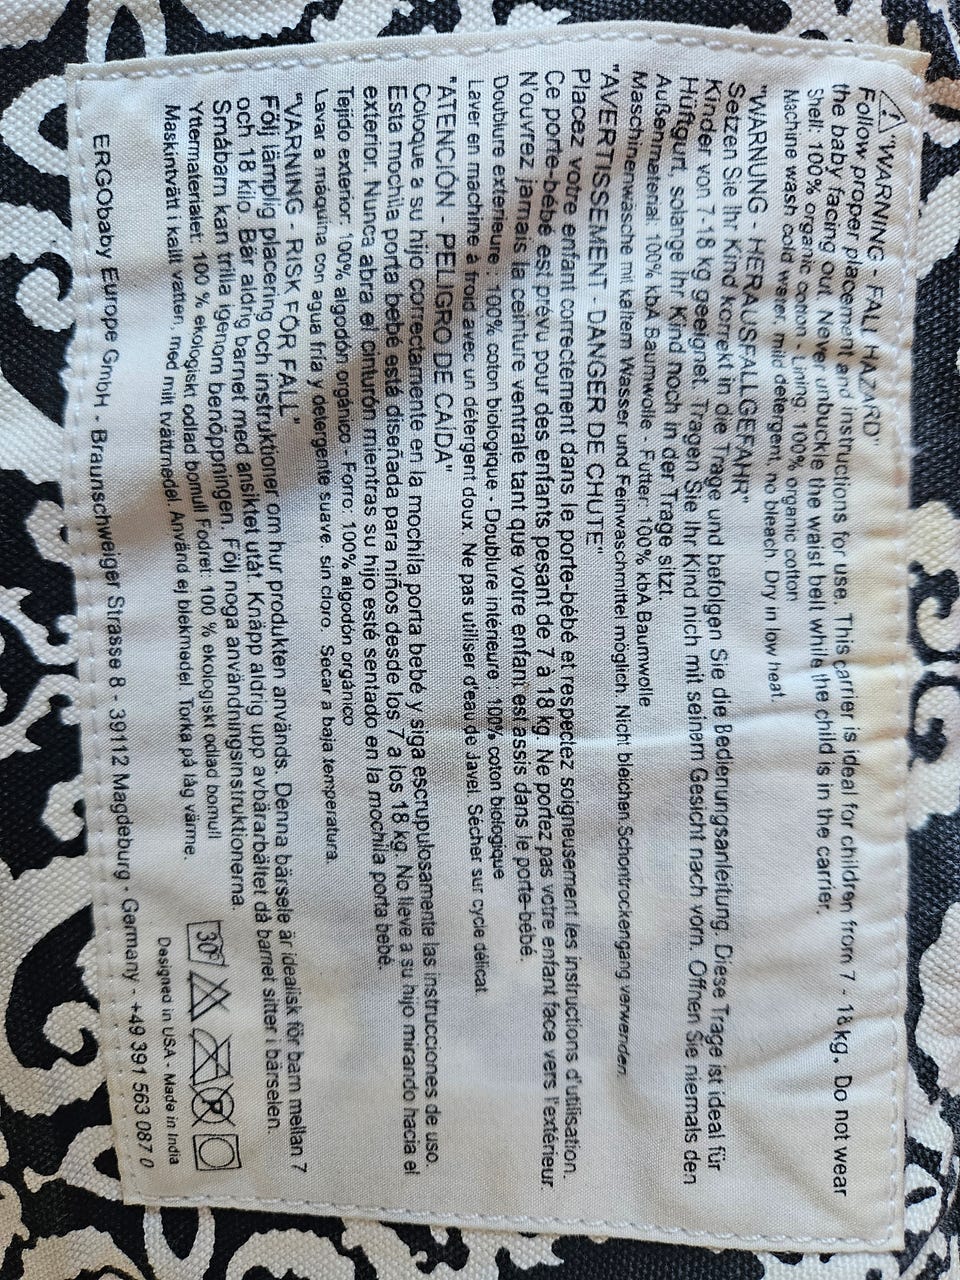 "WARNING - FALL HAZARD"
Follow proper placement and instructions for use. This carrier is ideal for children from 7 - 18 kg. Do not wear
the baby facing out. Never unbuckle the waist belt while the child is in the carrier.
Shell: 100% organic cotton - Lining 100% organic cotton
Machine wash cold water, mild detergent, no bleach Dry in low heat.
"WARNUNG - HERAUSFALLGEFAHR"
Setzen Sie Ihr Kind korrekt in die Trage und befolgen Sie die Bedienungsanleitung. Diese Trage ist ideal für
Kinder von 7-18 kg geeignet. Tragen Sie Ihr Kind nich mit seinem Gesicht nach vorn. Öffnen Sie niemals den
Hüftgurt, solange Ihr Kind noch in der Trage sitzt.
Außenmaterial: 100% kbA Baumwolle - Futter: 100% kbA Baumwolle
Maschinenwäsche mit kaltem Wasser und Feinwaschmittel möglich. Nicht bleichen.Schontrockengang verwenden.
"AVERTISSEMENT - DANGER DE CHUTE"
Placez votre enfant correctement dans le porte-bébé et respectez soigneusement les instructions d'utilisation.
Ce porte-bébé est prévu pour des enfants pesant de 7 à 18 kg. Ne portez pas votre enfant face vers l'extérieur.
N'ouvrez jamais la ceinture ventrale tant que votre enfant est assis dans le porte-bébé.
Doublure extérieure : 100% coton biologique - Doublure intérieure : 100% coton biologique
Laver en machine à froid avec un détergent doux. Ne pas utiliser d'eau de Javel. Sécher sur cycle délicat.
"ATENCIÓN - PELIGRO DE CAÍDA"
Coloque a su hijo correctamente en la mochila porta bebé y siga escrupulosamente las instrucciones de uso.
Esta mochila porta bebé está diseñada para niños desde los 7 a los 18 kg. No lleve a su hijo mirando hacia el
exterior. Nunca abra el cinturón mientras su hijo esté sentado en la mochila porta bebé.
Tejido exterior: 100% algodón orgánico - Forro: 100% algodón orgánico
Lavar a máquina con agua fría y detergente suave. sin cloro. Secar a baja temperatura.
"VARNING - RISK FÖR FALL"
Följ lämplig placering och instruktioner om hur produkten används. Denna bärsele är idealisk för barn mellan 7
och 18 kilo. Bär aldrig barnet med ansiktet utåt. Knäpp aldrig upp avbärarbältet då barnet sitter i bärselen.
Småbarn kan trilla igenom benöppningen. Följ noga användningsinstruktionerna.
Yttermaterialet: 100 % ekologiskt odlad bomull Fodret: 100 % ekologiskt odlad bomull
Maskintvätt i kallt vatten, med milt tvättmedel. Använd ej blekmedel. Torka på låg värme.
30°
P
Designed in USA - Made in India
ERGObaby Europe GmbH - Braunschweiger Strasse 8 - 39112 Magdeburg - Germany - +49 391 563 087 0